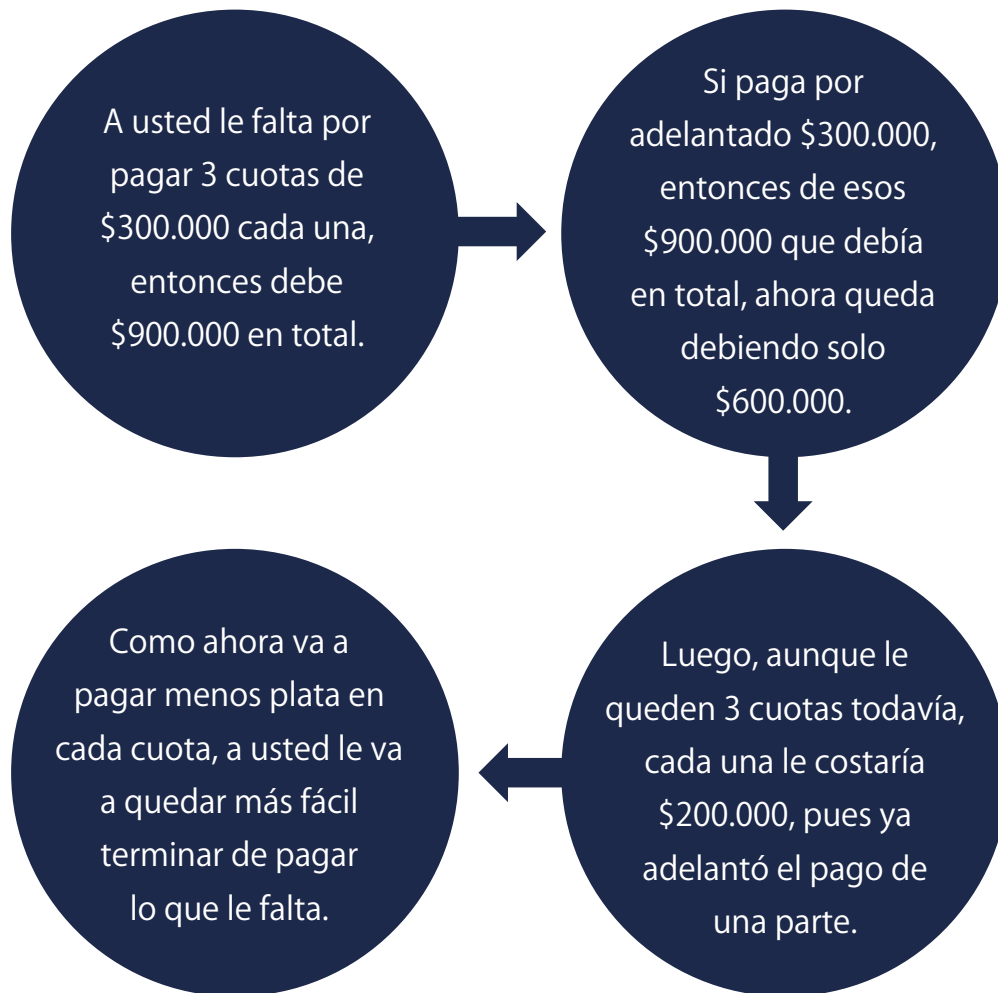 A usted le falta por
pagar 3 cuotas de
$300.000 cada una,
entonces debe
$900.000 en total.
Si paga por
adelantado $300.000,
entonces de esos
$900.000 que debía
en total, ahora queda
debiendo solo
$600.000.
Luego, aunque le
queden 3 cuotas todavía,
cada una le costaría
$200.000, pues ya
adelantó el pago de
una parte.
Como ahora va a
pagar menos plata en
cada cuota, a usted le va
a quedar más fácil
terminar de pagar
lo que le falta.